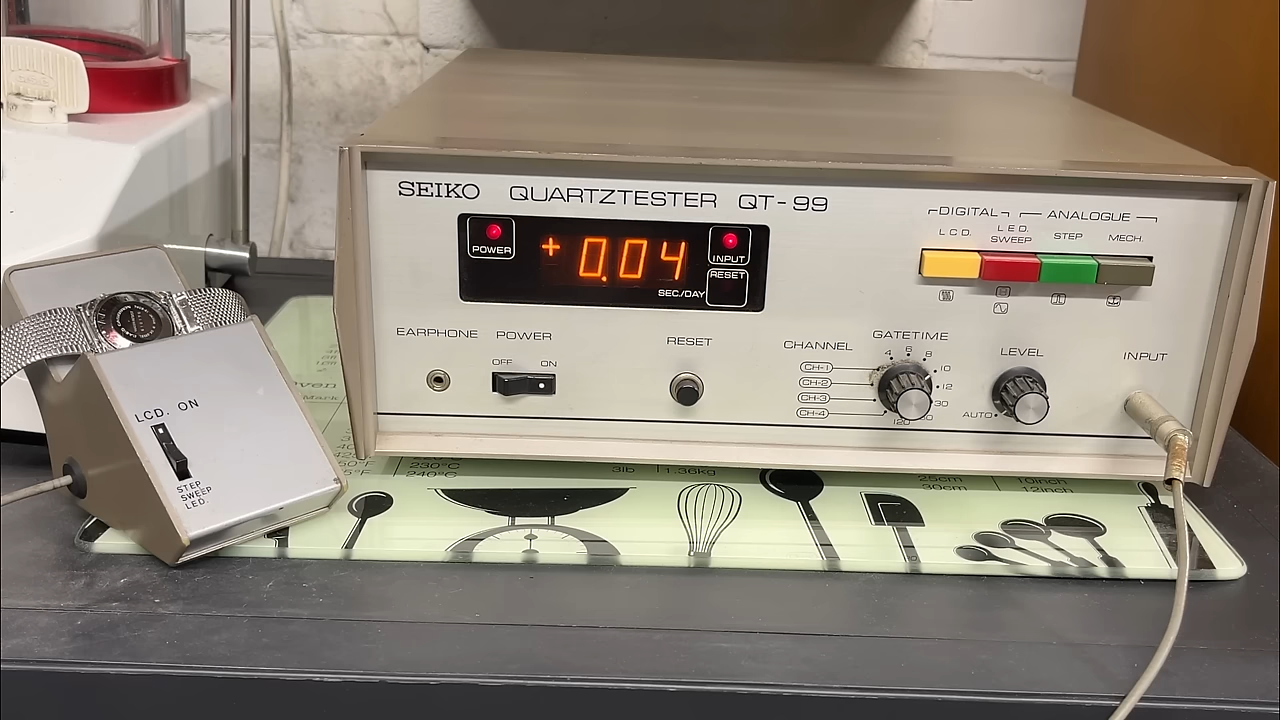 SEIKO QUARTZTESTER QT-99
POWER
+0.04
INPUT
RESET
SEC./DAY
DIGITAL ANALOGUE
L.C.D. L.E.D. SWEEP STEP MECH.
EARPHONE POWER
OFF ON
RESET
CHANNEL
CH-1
CH-2
CH-3
CH-4
GATETIME
4 6 8 10 12 30 120
LEVEL
AUTO
INPUT
LCD. ON
STEP
SWEEP
LED.
230°C
240°C
3lb 1.36kg
25cm 10inch
30cm 12inch